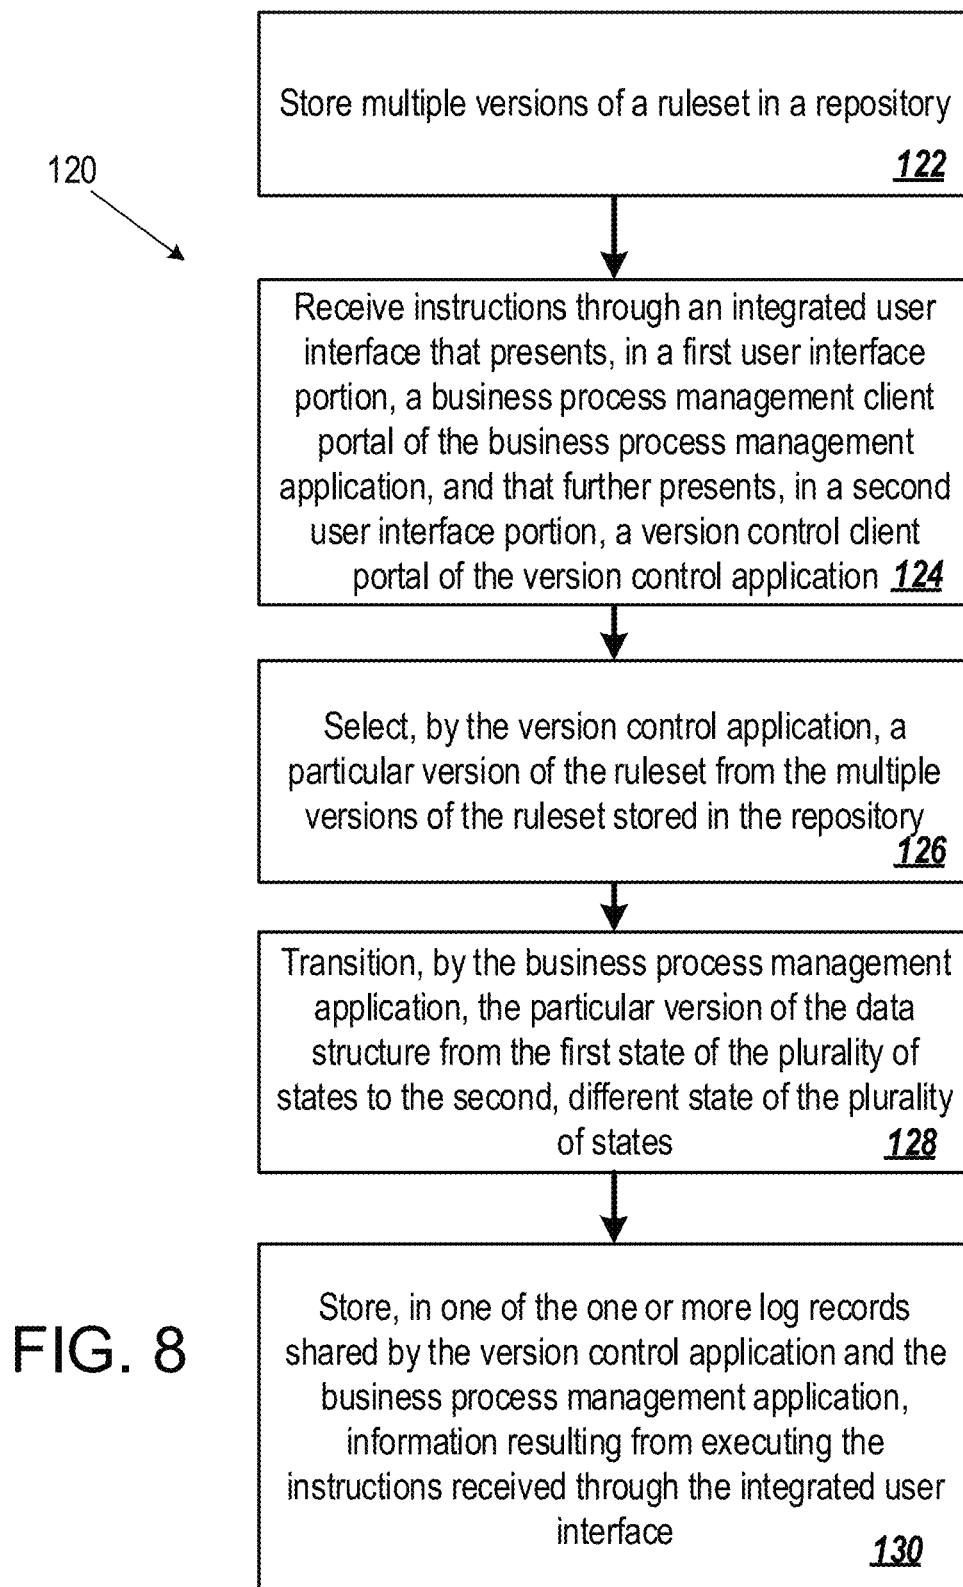 Store multiple versions of a ruleset in a repository
122
120
Receive instructions through an integrated user
interface that presents, in a first user interface
portion, a business process management client
portal of the business process management
application, and that further presents, in a second
user interface portion, a version control client
portal of the version control application 124
Select, by the version control application, a
particular version of the ruleset from the multiple
versions of the ruleset stored in the repository
126
Transition, by the business process management
application, the particular version of the data
structure from the first state of the plurality of
states to the second, different state of the plurality
of states 128
Store, in one of the one or more log records
shared by the version control application and the
business process management application,
information resulting from executing the
instructions received through the integrated user
interface
130
FIG. 8